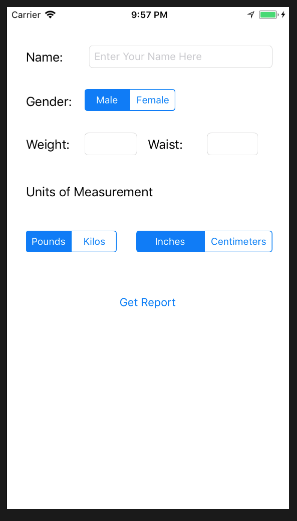 Carrier 9:57 PM
Name: Enter Your Name Here
Gender: Male Female
Weight: Waist:
Units of Measurement
Pounds Kilos Inches Centimeters
Get Report